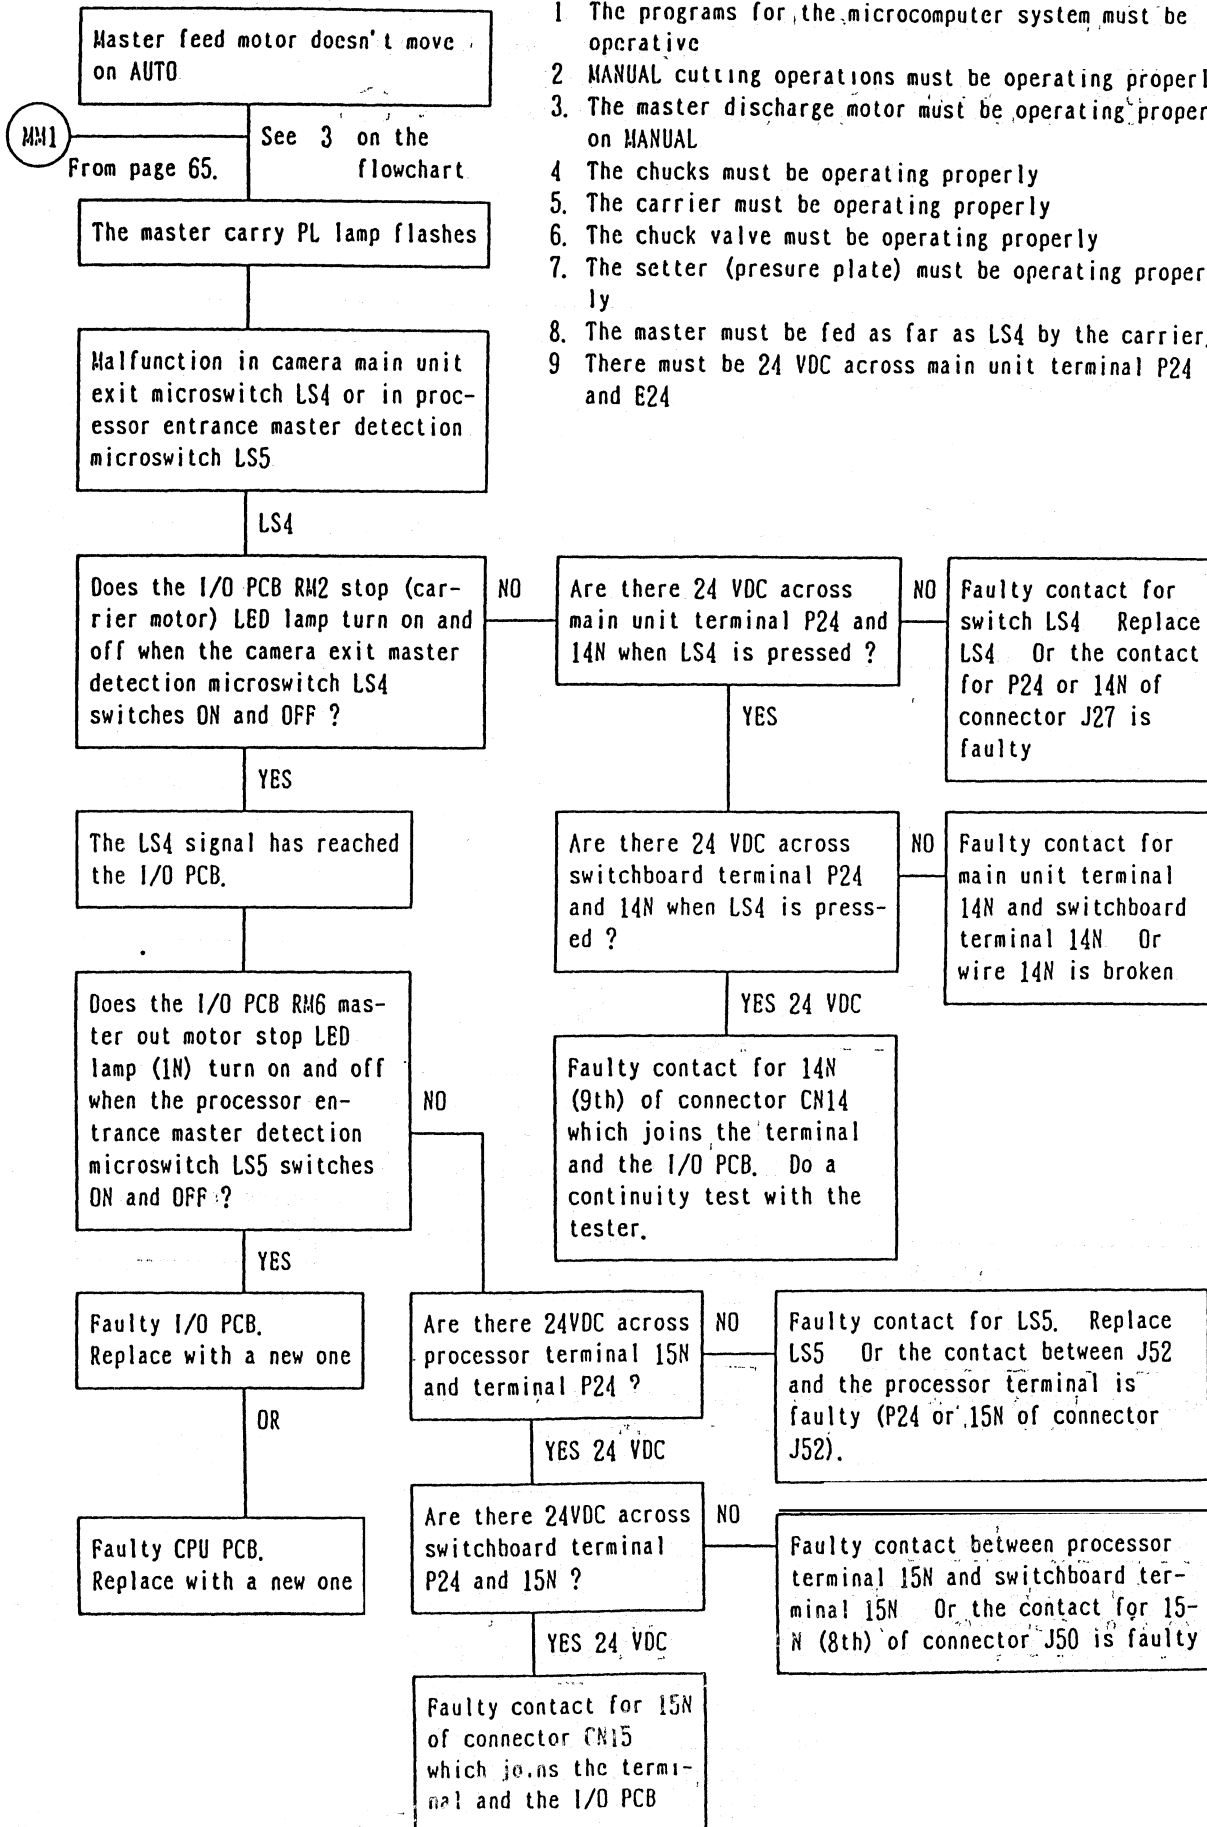 Master feed motor doesn't move
on AUTO
MM1
From page 65.
See 3 on the
flowchart
The master carry PL lamp flashes
Malfunction in camera main unit
exit microswitch LS4 or in proc-
essor entrance master detection
microswitch LS5
LS4
1 The programs for the microcomputer system must be
operative
2 MANUAL cutting operations must be operating properl
3. The master discharge motor must be operating proper
on MANUAL
4 The chucks must be operating properly
5. The carrier must be operating properly
6. The chuck valve must be operating properly
7. The setter (presure plate) must be operating proper
ly
8. The master must be fed as far as LS4 by the carrier.
9 There must be 24 VDC across main unit terminal P24
and E24
Does the I/O PCB RM2 stop (car-
rier motor) LED lamp turn on and
off when the camera exit master
detection microswitch LS4
switches ON and OFF ?
NO
Are there 24 VDC across
main unit terminal P24 and
14N when LS4 is pressed ?
NO
Faulty contact for
switch LS4 Replace
LS4 Or the contact
for P24 or 14N of
connector J27 is
faulty
YES
YES
The LS4 signal has reached
the I/O PCB.
Are there 24 VDC across
switchboard terminal P24
and 14N when LS4 is press-
ed ?
NO
Faulty contact for
main unit terminal
14N and switchboard
terminal 14N Or
wire 14N is broken
YES 24 VDC
Does the I/O PCB RM6 mas-
ter out motor stop LED
lamp (1N) turn on and off
when the processor en-
trance master detection
microswitch LS5 switches
ON and OFF ?
NO
Faulty contact for 14N
(9th) of connector CN14
which joins the terminal
and the I/O PCB. Do a
continuity test with the
tester.
YES
Faulty I/O PCB.
Replace with a new one
OR
Faulty CPU PCB.
Replace with a new one
Are there 24VDC across
processor terminal 15N
and terminal P24 ?
NO
Faulty contact for LS5. Replace
LS5 Or the contact between J52
and the processor terminal is
faulty (P24 or 15N of connector
J52).
YES 24 VDC
Are there 24VDC across
switchboard terminal
P24 and 15N ?
NO
Faulty contact between processor
terminal 15N and switchboard ter-
minal 15N Or the contact for 15-
N (8th) of connector J50 is faulty
YES 24 VDC
Faulty contact for 15N
of connector CN15
which joins the termi-
nal and the I/O PCB